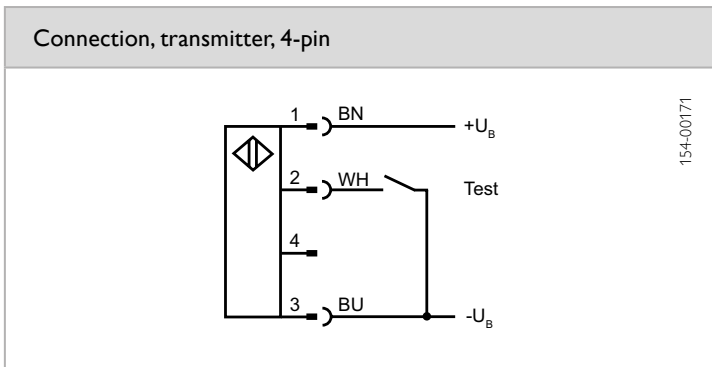 Connection, transmitter, 4-pin
1 BN +U_B
2 WH Test
4
3 BU -U_B
154-00171